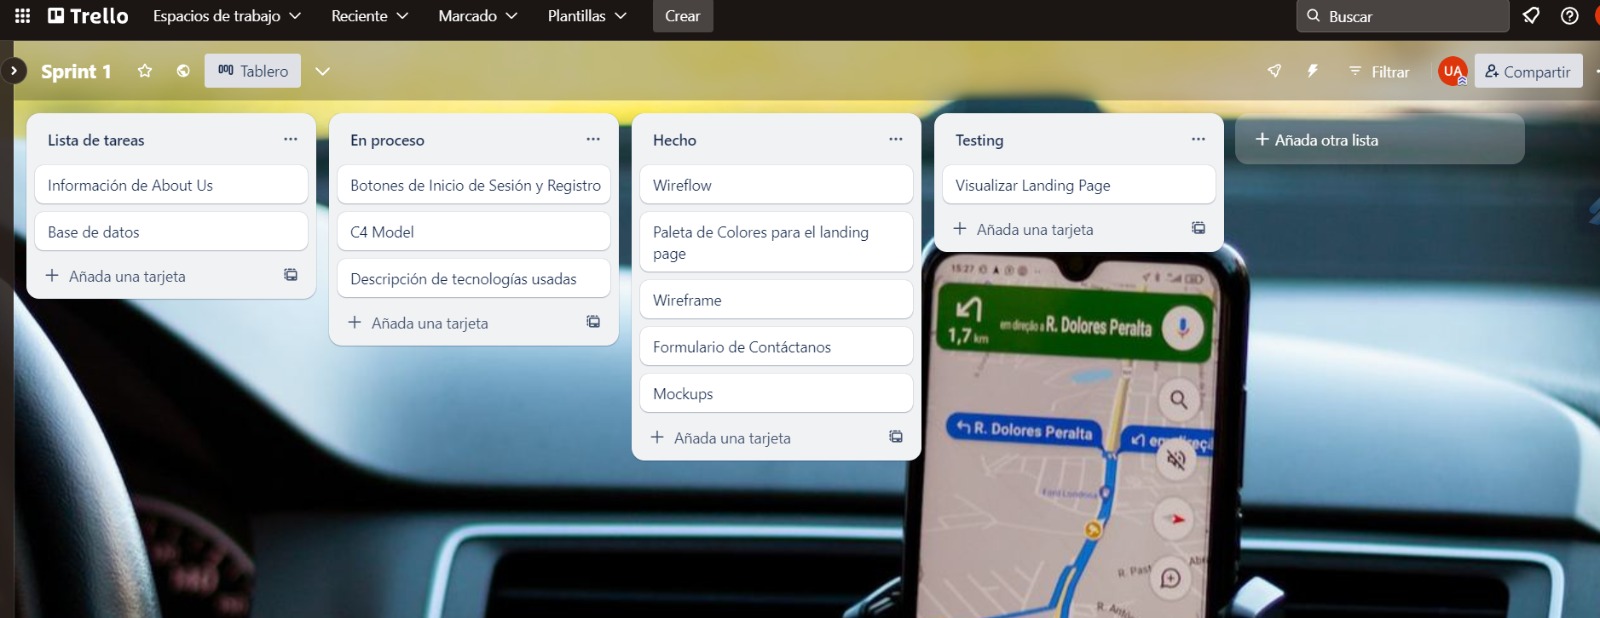 Trello
Espacios de trabajo
Reciente
Marcado
Plantillas
Crear
Buscar
Sprint 1
Tablero
Filtrar
UA
Compartir
Lista de tareas
Información de About Us
Base de datos
+ Añada una tarjeta
En proceso
Botones de Inicio de Sesión y Registro
C4 Model
Descripción de tecnologías usadas
+ Añada una tarjeta
Hecho
Wireflow
Paleta de Colores para el landing
page
Wireframe
Formulario de Contáctanos
Mockups
+ Añada una tarjeta
Testing
Visualizar Landing Page
+ Añada una tarjeta
+ Añada otra lista
15:27
1,7 km
em direção a R. Dolores Peralta
R. Dolores Peralta
Ford Londrina
R.
R.